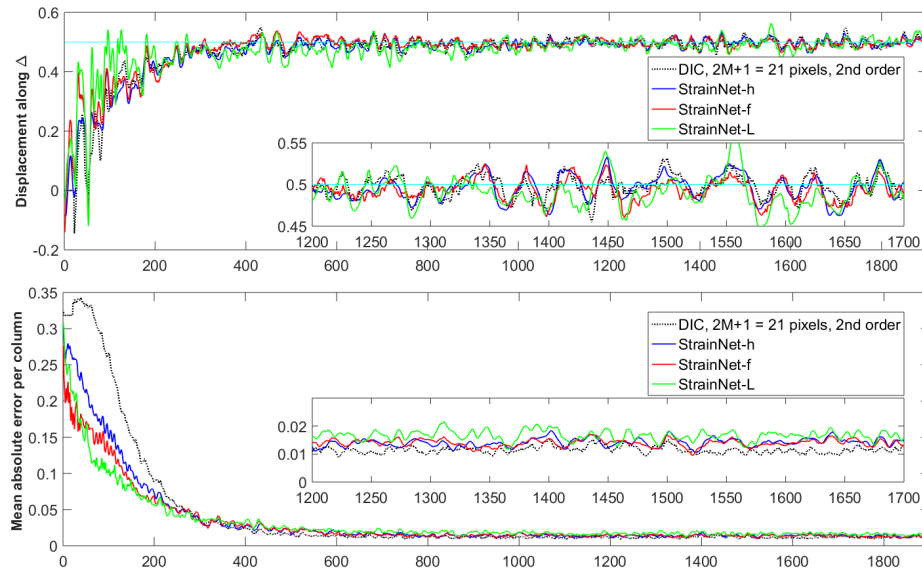 0.6
0.4
0.2
0
-0.2
Displacement along Δ
DIC, 2M+1 = 21 pixels, 2nd order
StrainNet-h
StrainNet-f
StrainNet-L
0.55
0.5
0.45
1200 1250 1300 1350 1400 1450 1500 1550 1600 1650 1700
0 200 400 600 800 1000 1200 1400 1600 1800
0.35
0.3
0.25
0.2
0.15
0.1
0.05
0
Mean absolute error per column
DIC, 2M+1 = 21 pixels, 2nd order
StrainNet-h
StrainNet-f
StrainNet-L
0.02
0.01
0
1200 1250 1300 1350 1400 1450 1500 1550 1600 1650 1700
0 200 400 600 800 1000 1200 1400 1600 1800